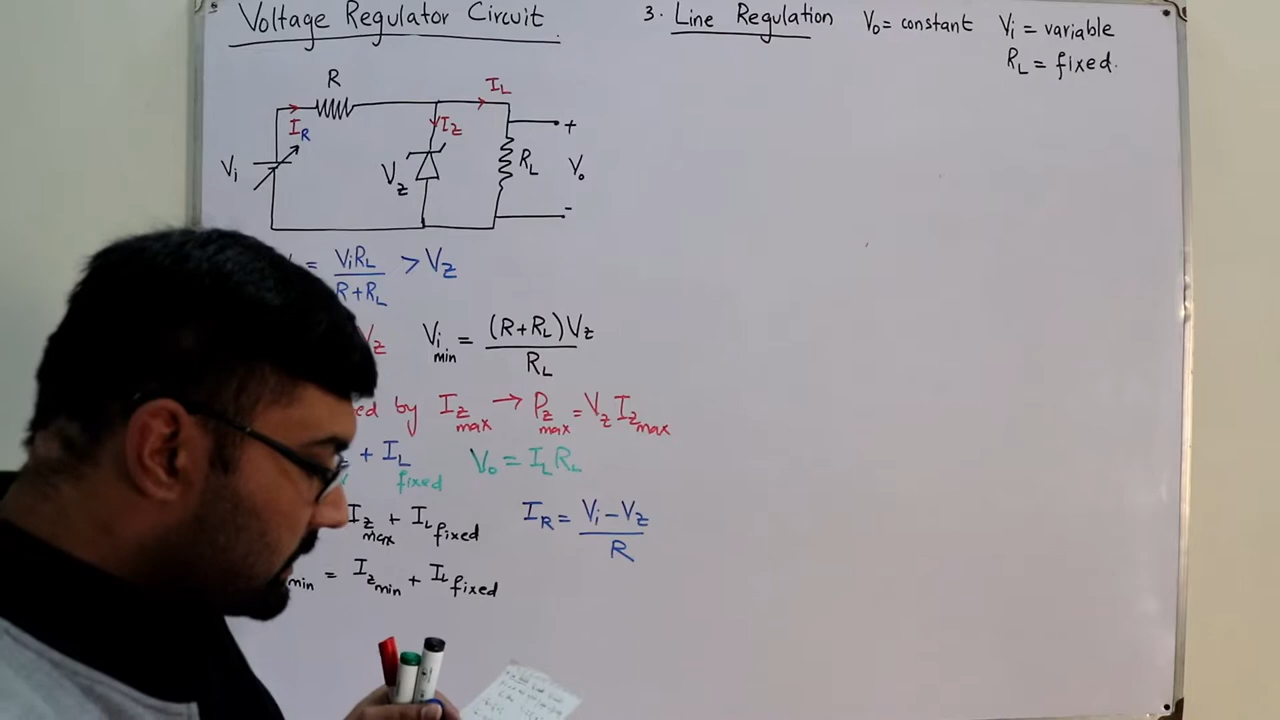 Voltage Regulator Circuit
3. Line Regulation V₀ = constant Vᵢ = variable
R_L = fixed.
R
I_L
I_R
I_Z
Vᵢ
V_Z
R_L
+
V₀
-
= VᵢR_L / R+R_L > V_Z
V_Z Vᵢ min = (R+R_L)V_Z / R_L
by I_Z max → P_Z max = V_Z I_Z max
+ I_L fixed V₀ = I_L R_L
I_Z max + I_L fixed I_R = Vᵢ - V_Z / R
min = I_Z min + I_L fixed